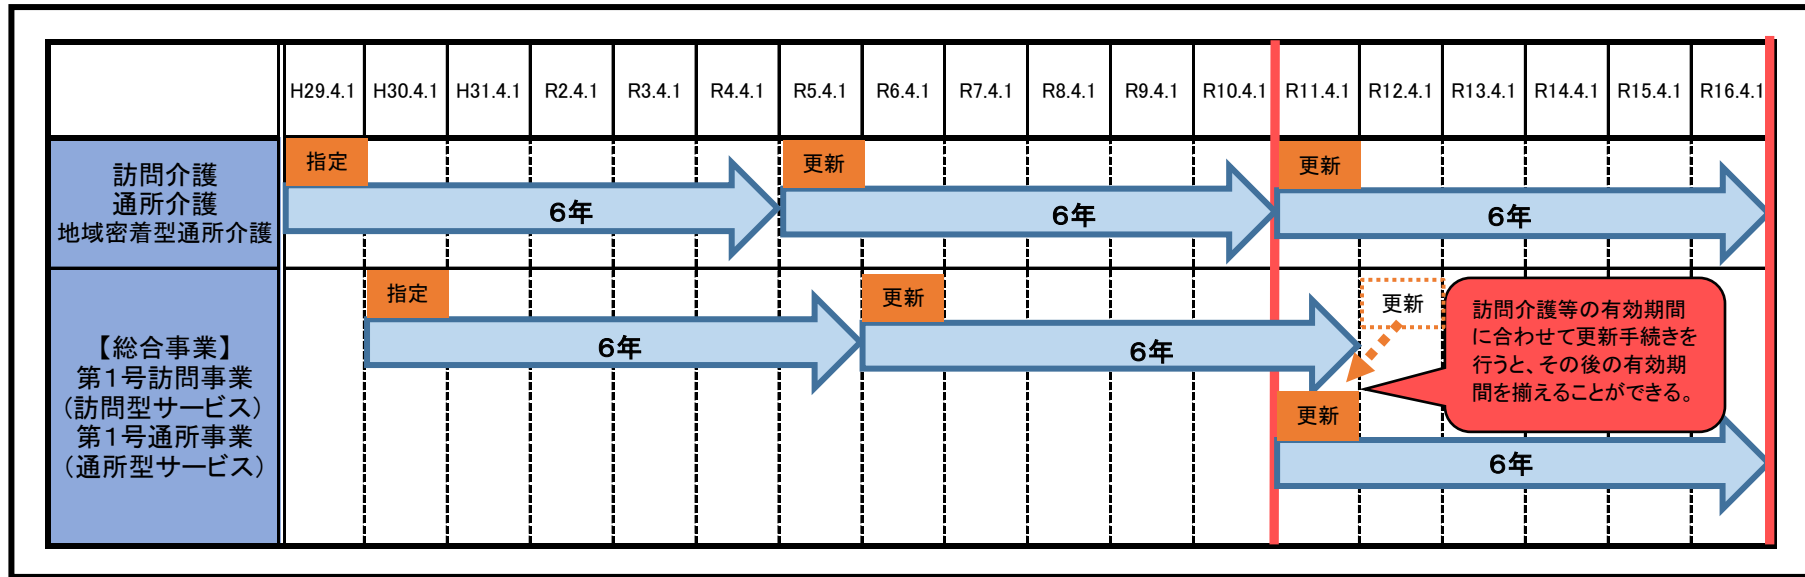 H29.4.1 H30.4.1 H31.4.1 R2.4.1 R3.4.1 R4.4.1 R5.4.1 R6.4.1 R7.4.1 R8.4.1 R9.4.1 R10.4.1 R11.4.1 R12.4.1 R13.4.1 R14.4.1 R15.4.1 R16.4.1
訪問介護
通所介護
地域密着型通所介護
指定
更新
更新
6年
6年
6年
【総合事業】
第1号訪問事業
(訪問型サービス)
第1号通所事業
(通所型サービス)
指定
更新
更新
6年
6年
訪問介護等の有効期間
に合わせて更新手続きを
行うと、その後の有効期
間を揃えることができる。
更新
6年